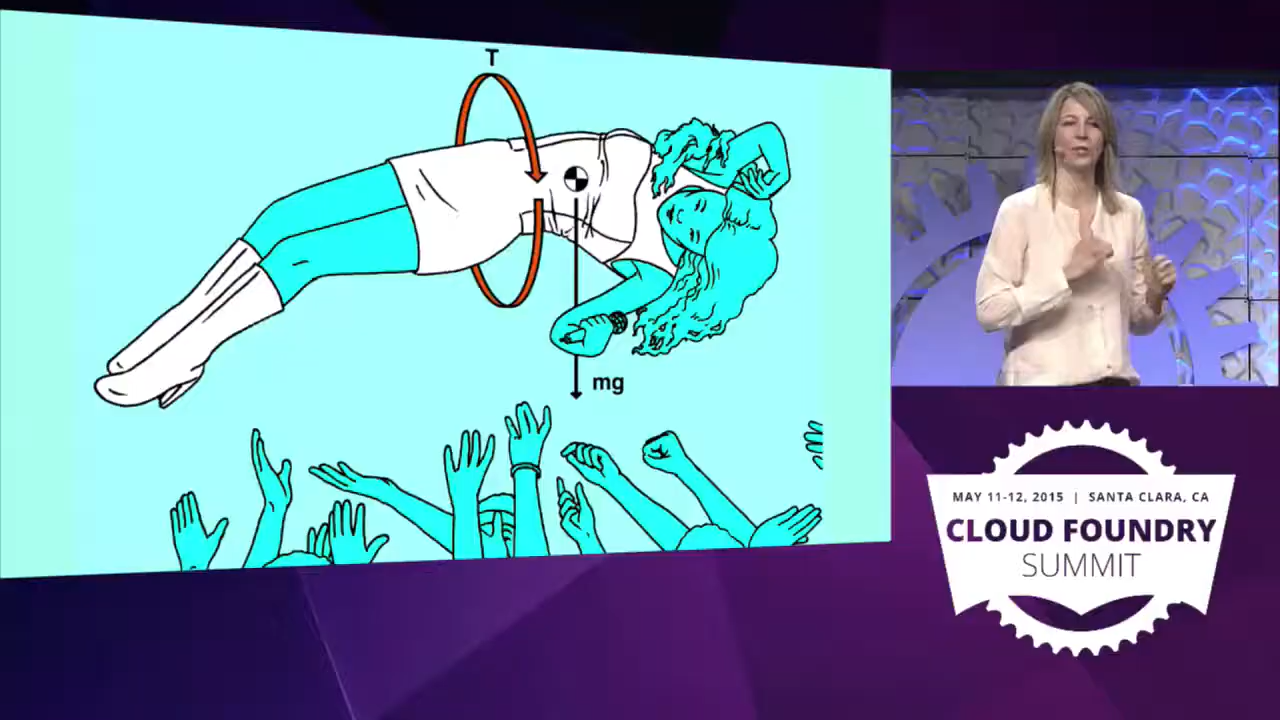 T
mg
MAY 11-12, 2015 | SANTA CLARA, CA
CLOUD FOUNDRY
SUMMIT